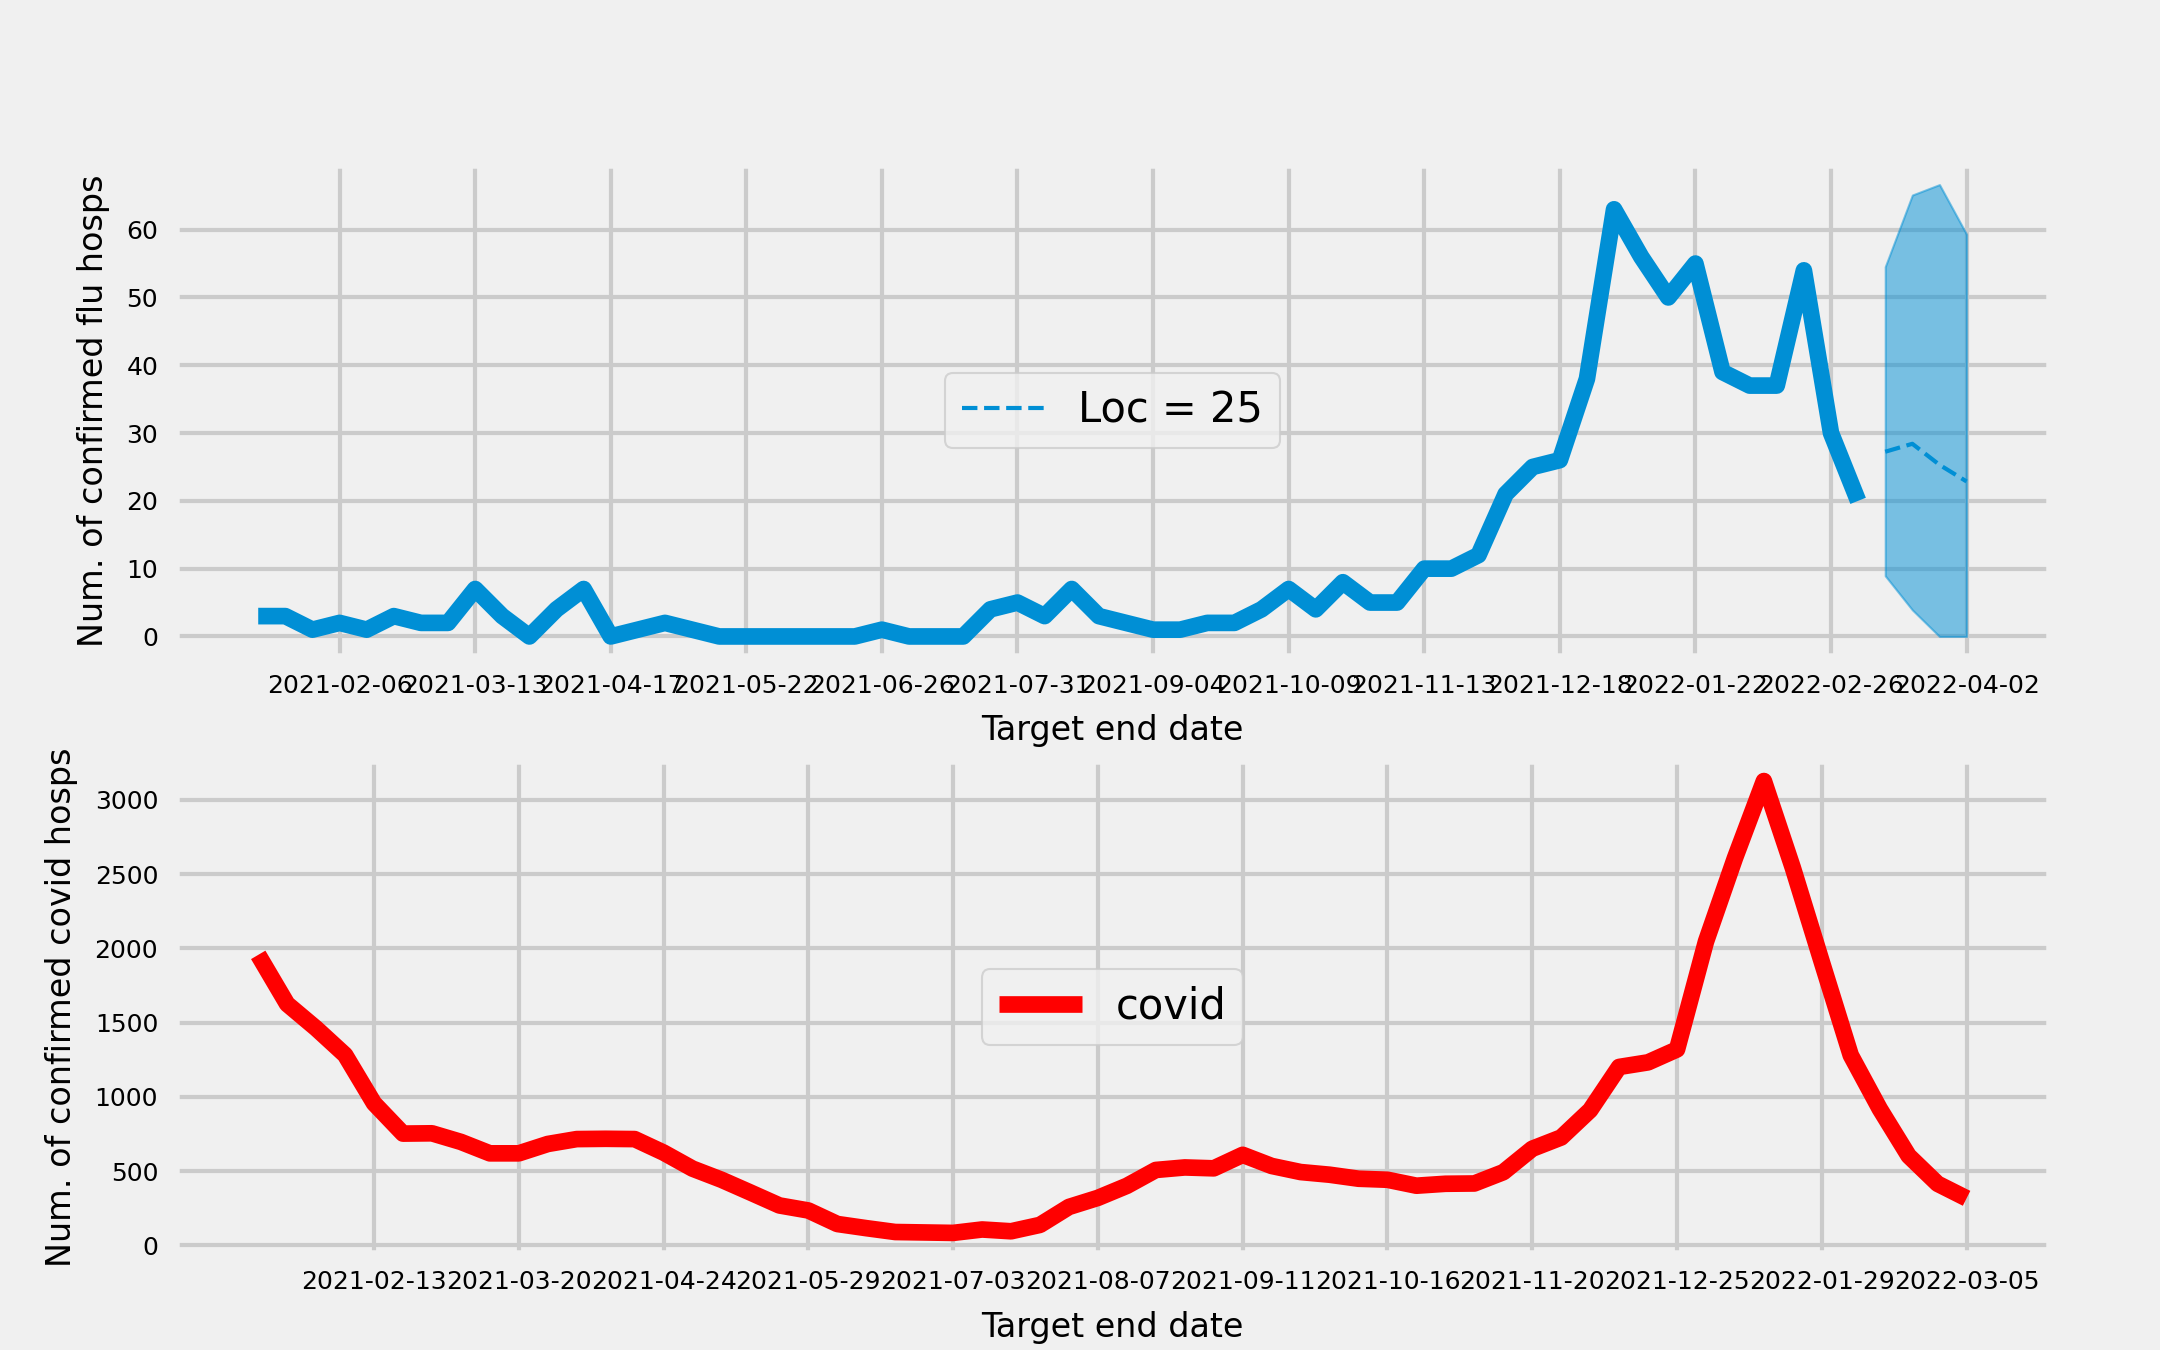 Num. of confirmed flu hosps
60
50
40
30
20
10
0
Loc = 25
2021-02-06 2021-03-13 2021-04-17 2021-05-22 2021-06-26 2021-07-31 2021-09-04 2021-10-09 2021-11-13 2021-12-18 2022-01-22 2022-02-26 2022-04-02
Target end date
Num. of confirmed covid hosps
3000
2500
2000
1500
1000
500
0
covid
2021-02-13 2021-03-20 2021-04-24 2021-05-29 2021-07-03 2021-08-07 2021-09-11 2021-10-16 2021-11-20 2021-12-25 2022-01-29 2022-03-05
Target end date